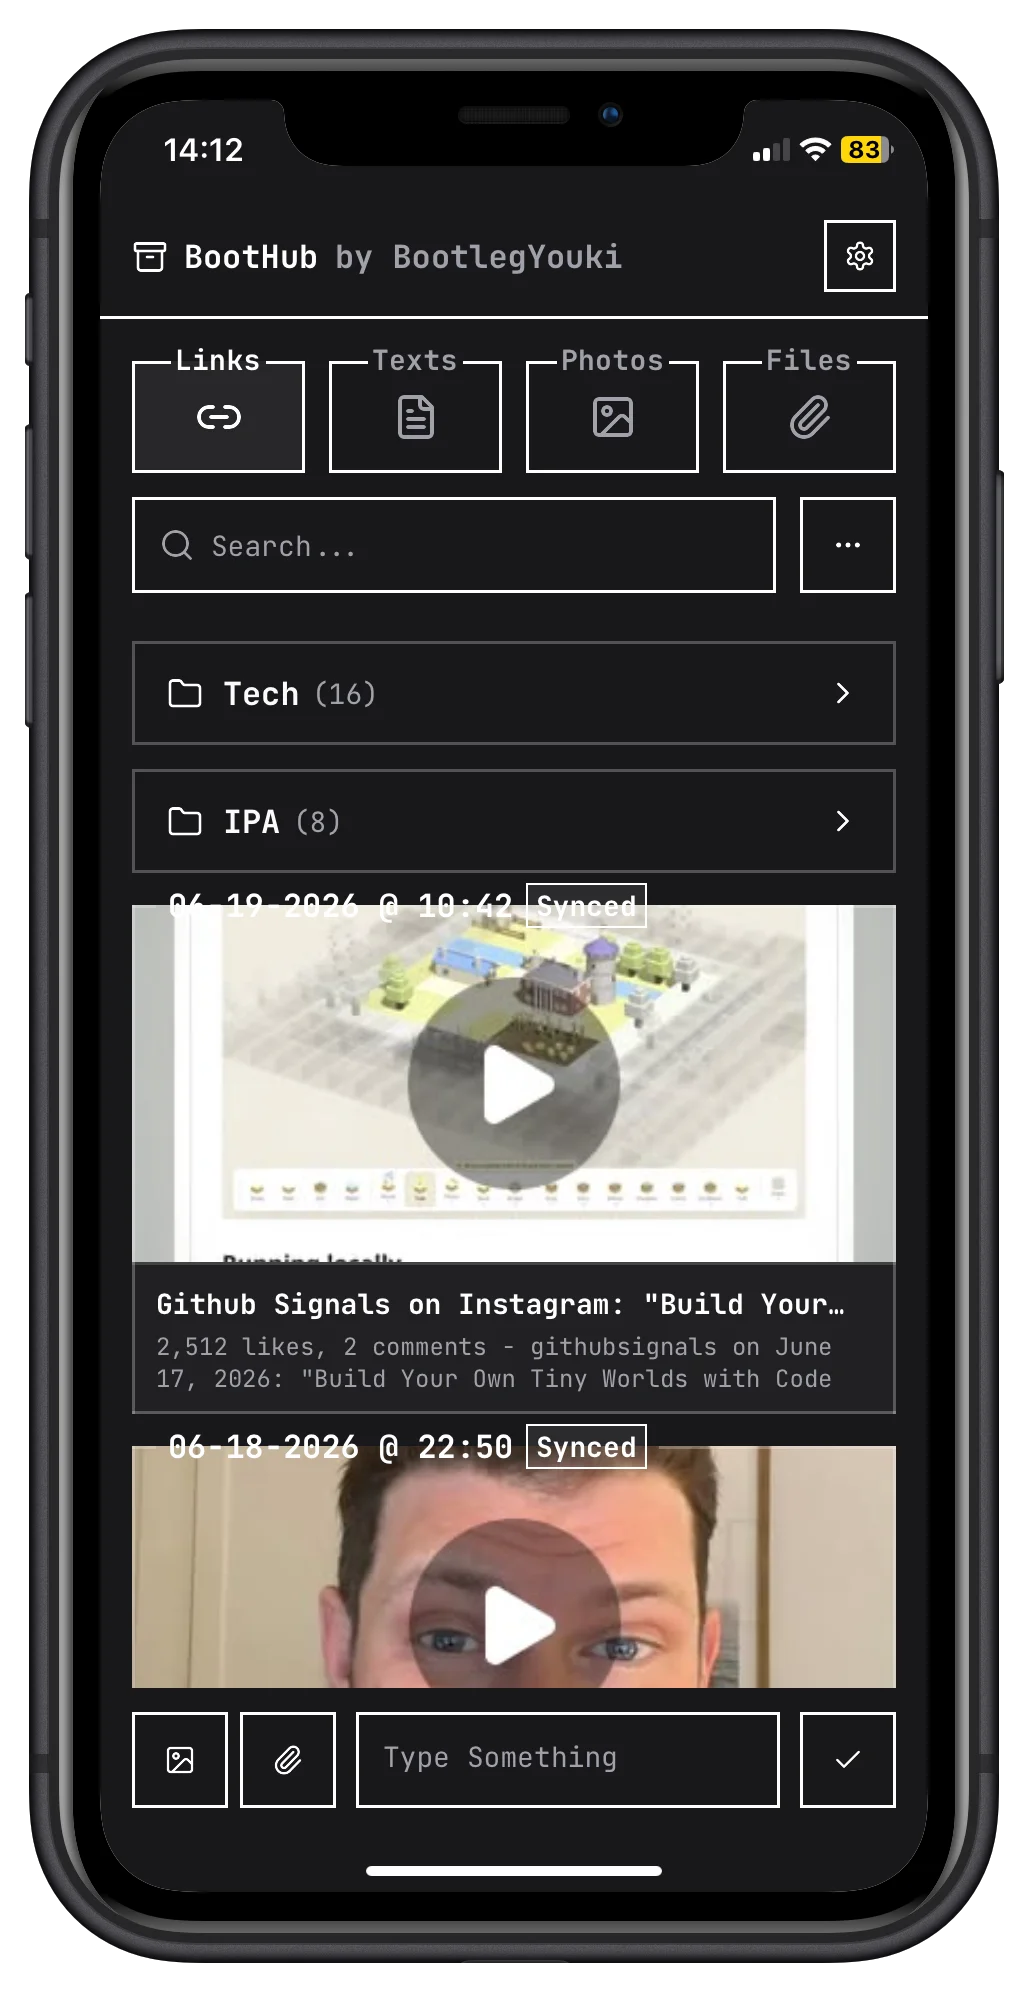 14:12
83
BootHub by BootlegYouki
Links
Texts
Photos
Files
Search...
Tech (16)
IPA (8)
06-19-2026 @ 10:42 Synced
Running locally
Github Signals on Instagram: "Build Your…
2,512 likes, 2 comments - githubsignals on June
17, 2026: "Build Your Own Tiny Worlds with Code
06-18-2026 @ 22:50 Synced
Type Something